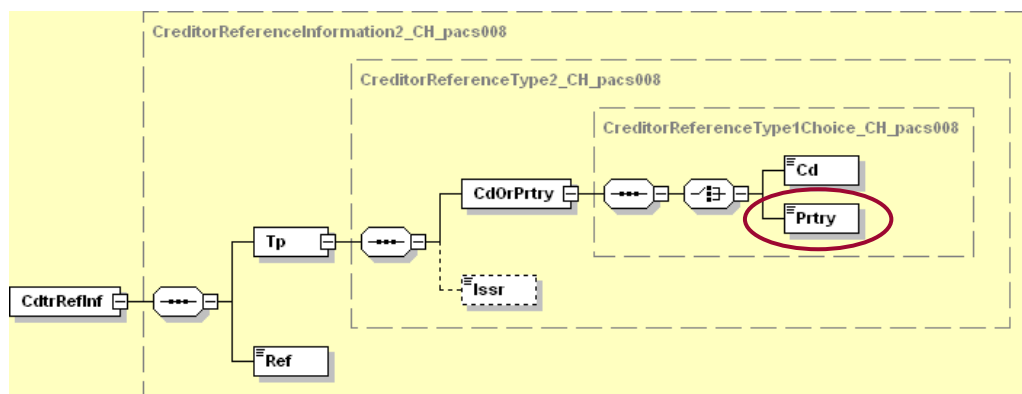 CreditorReferenceInformation2_CH_pacs008
CreditorReferenceType2_CH_pacs008
CreditorReferenceType1Choice_CH_pacs008
Cd
CdOrPrtry
Prtry
Tp
Issr
CdtrRefInf
Ref